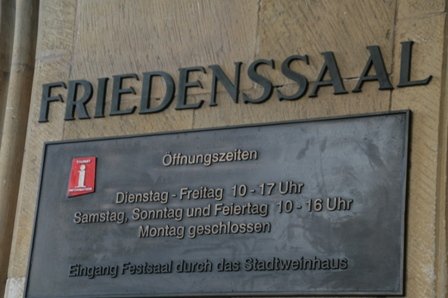 FRIEDENSSAAL
Öffnungszeiten
Dienstag - Freitag 10 - 17 Uhr
Samstag, Sonntag und Feiertag 10 - 16 Uhr
Montag geschlossen
Eingang Festsaal durch das Stadtweinhaus